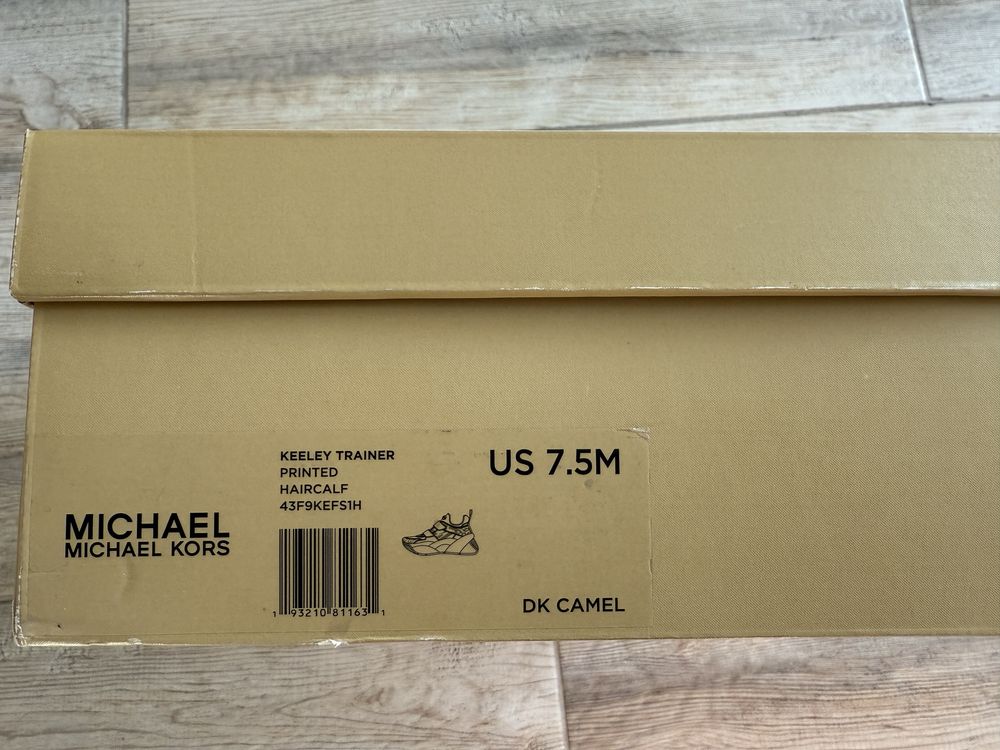 MICHAEL
MICHAEL KORS
KEELEY TRAINER
PRINTED
HAIRCALF
43F9KEFS1H
1 93210 81163 1
US 7.5M
DK CAMEL